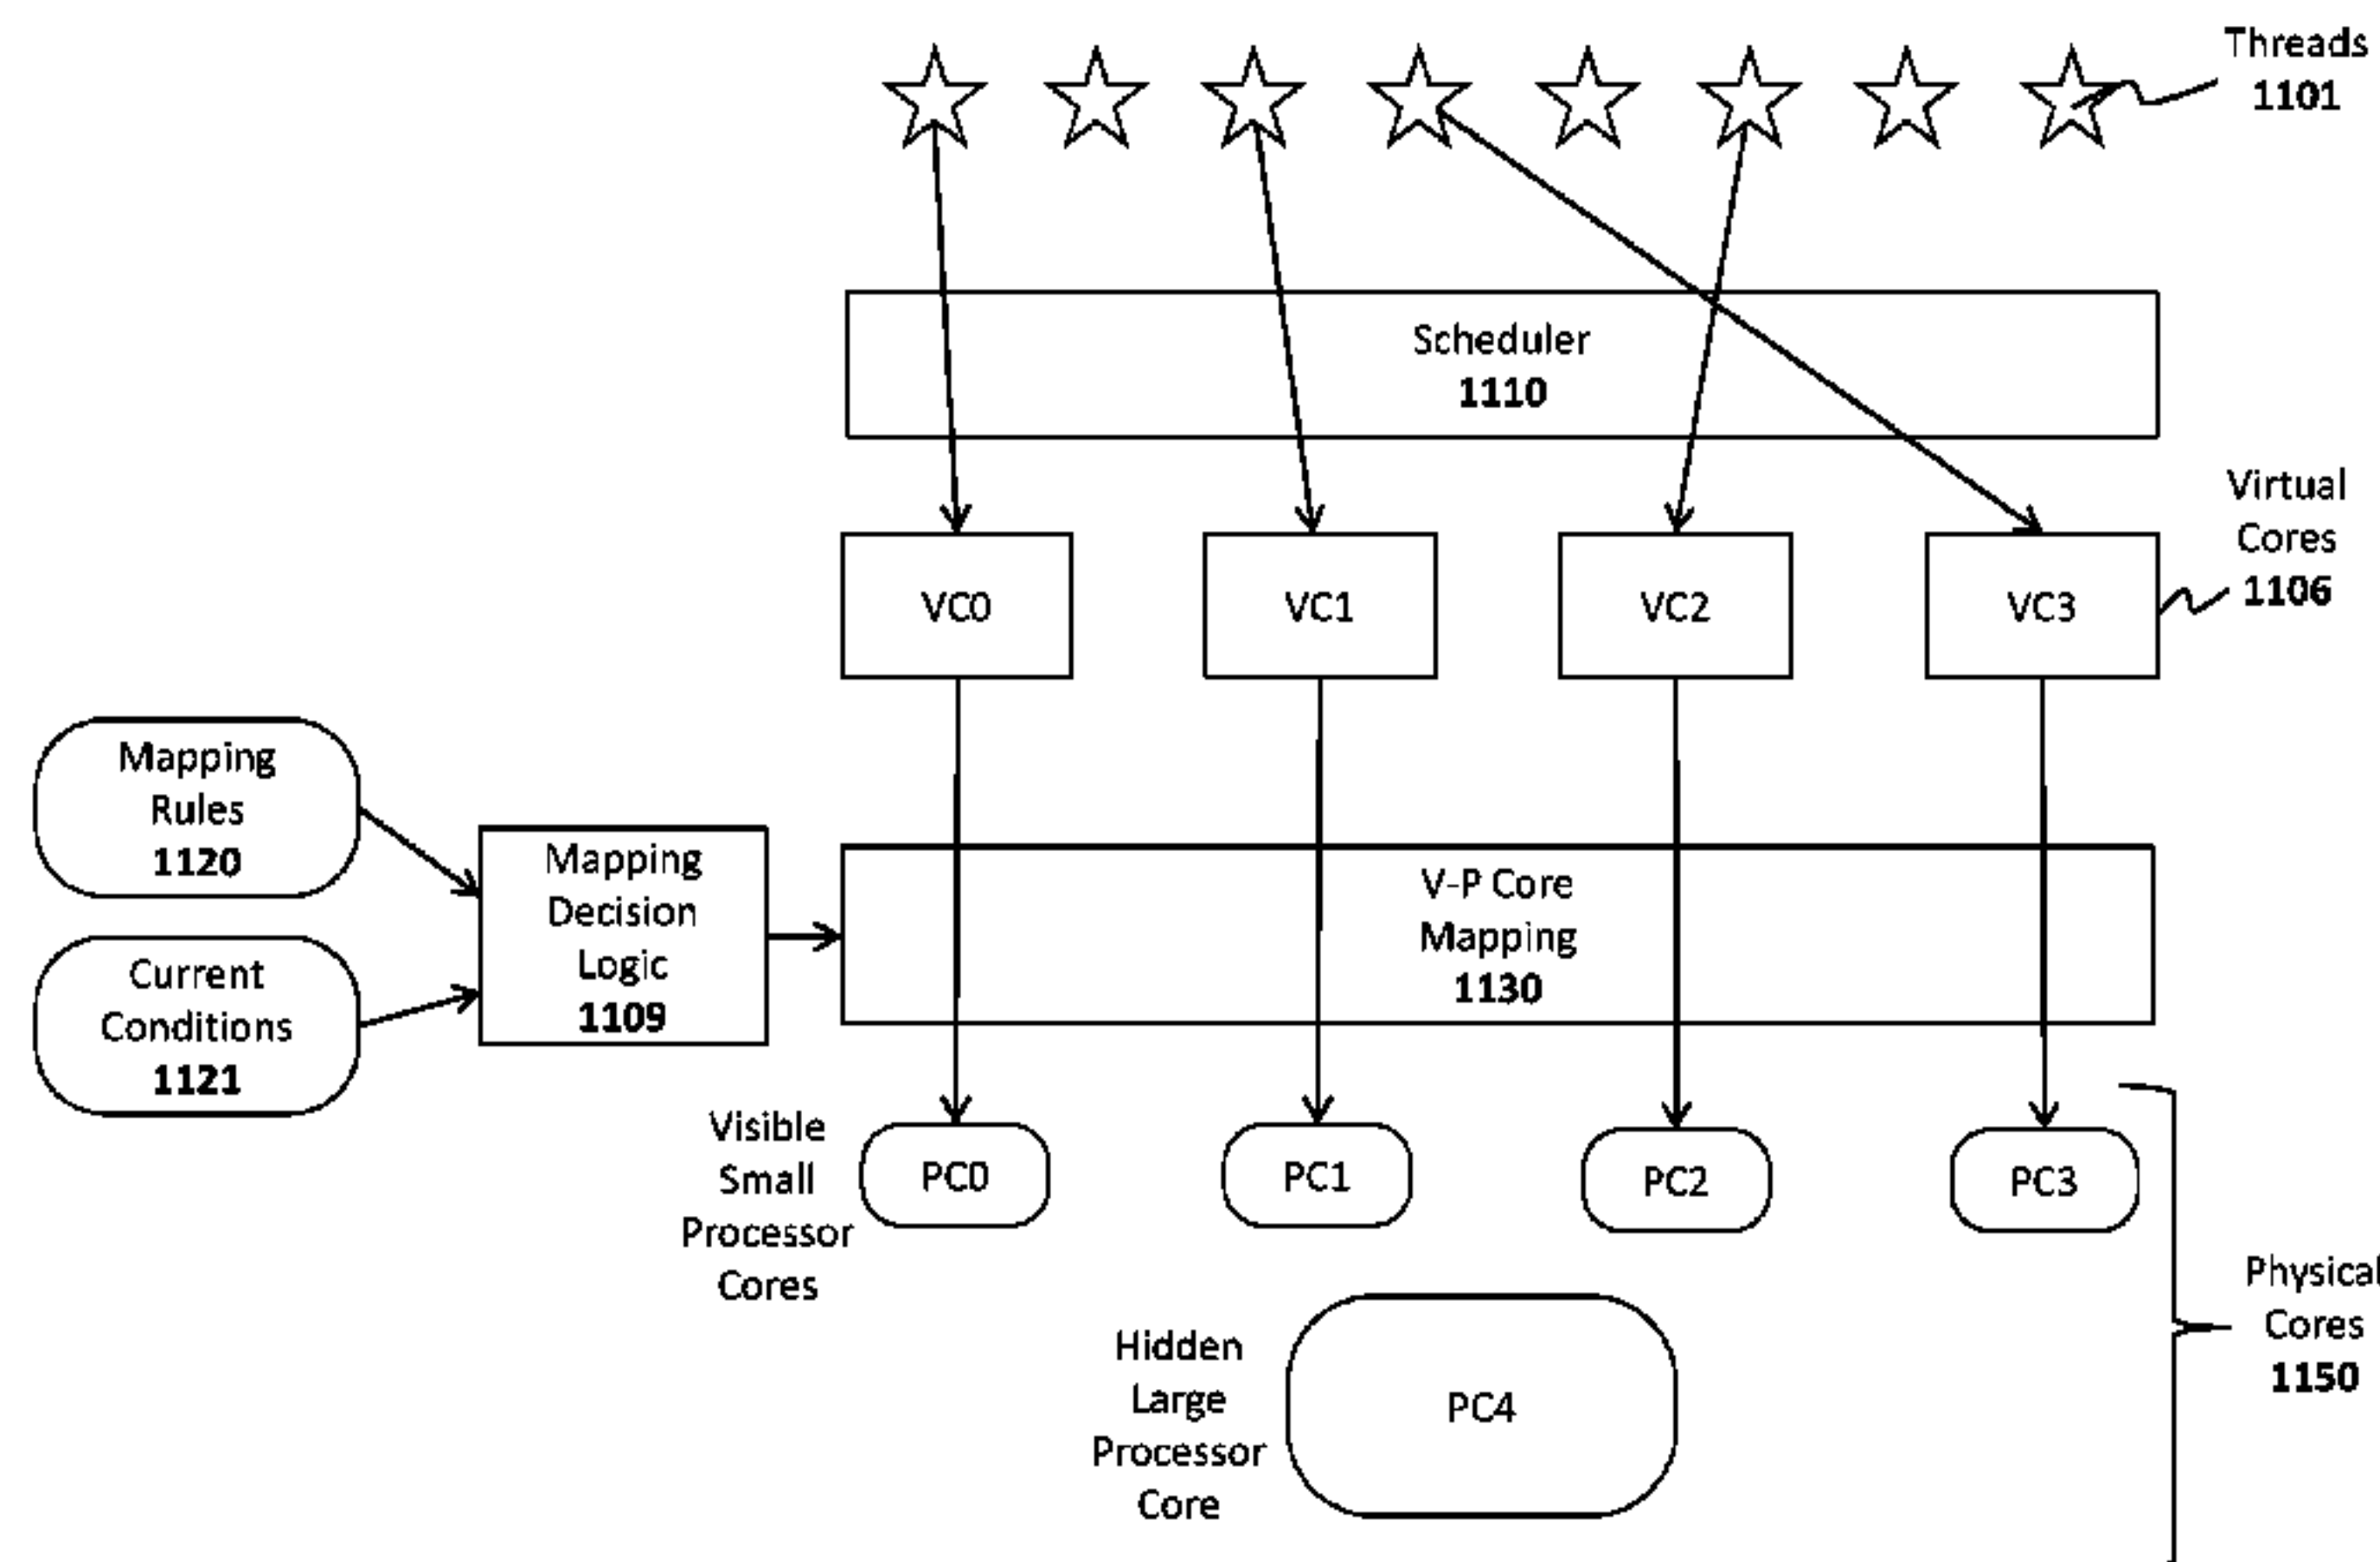 Threads
1101
Scheduler
1110
Virtual
Cores
1106
VC0
VC1
VC2
VC3
Mapping
Rules
1120
Current
Conditions
1121
Mapping
Decision
Logic
1109
V-P Core
Mapping
1130
Visible
Small
Processor
Cores
PC0
PC1
PC2
PC3
Hidden
Large
Processor
Core
PC4
Physical
Cores
1150